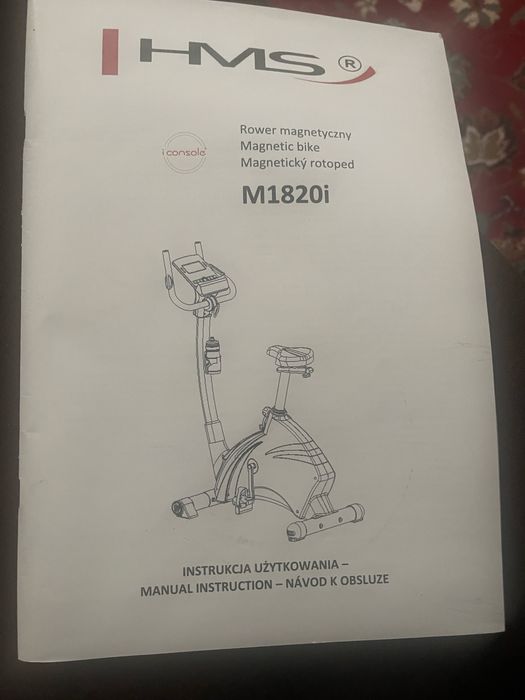 HMS ®
Rower magnetyczny
i console
Magnetic bike
Magnetický rotoped
M1820i
INSTRUKCJA UŻYTKOWANIA –
MANUAL INSTRUCTION – NÁVOD K OBSLUZE